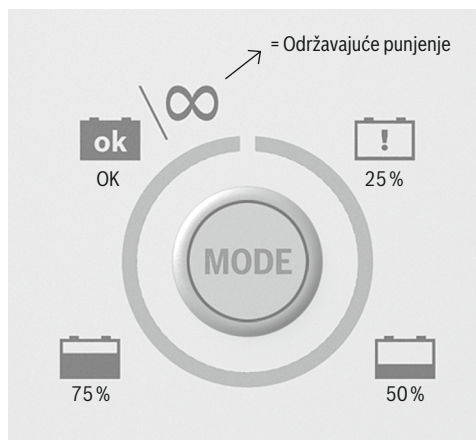 = Održavajuće punjenje
ok
∞
OK
!
25 %
MODE
75 %
50 %